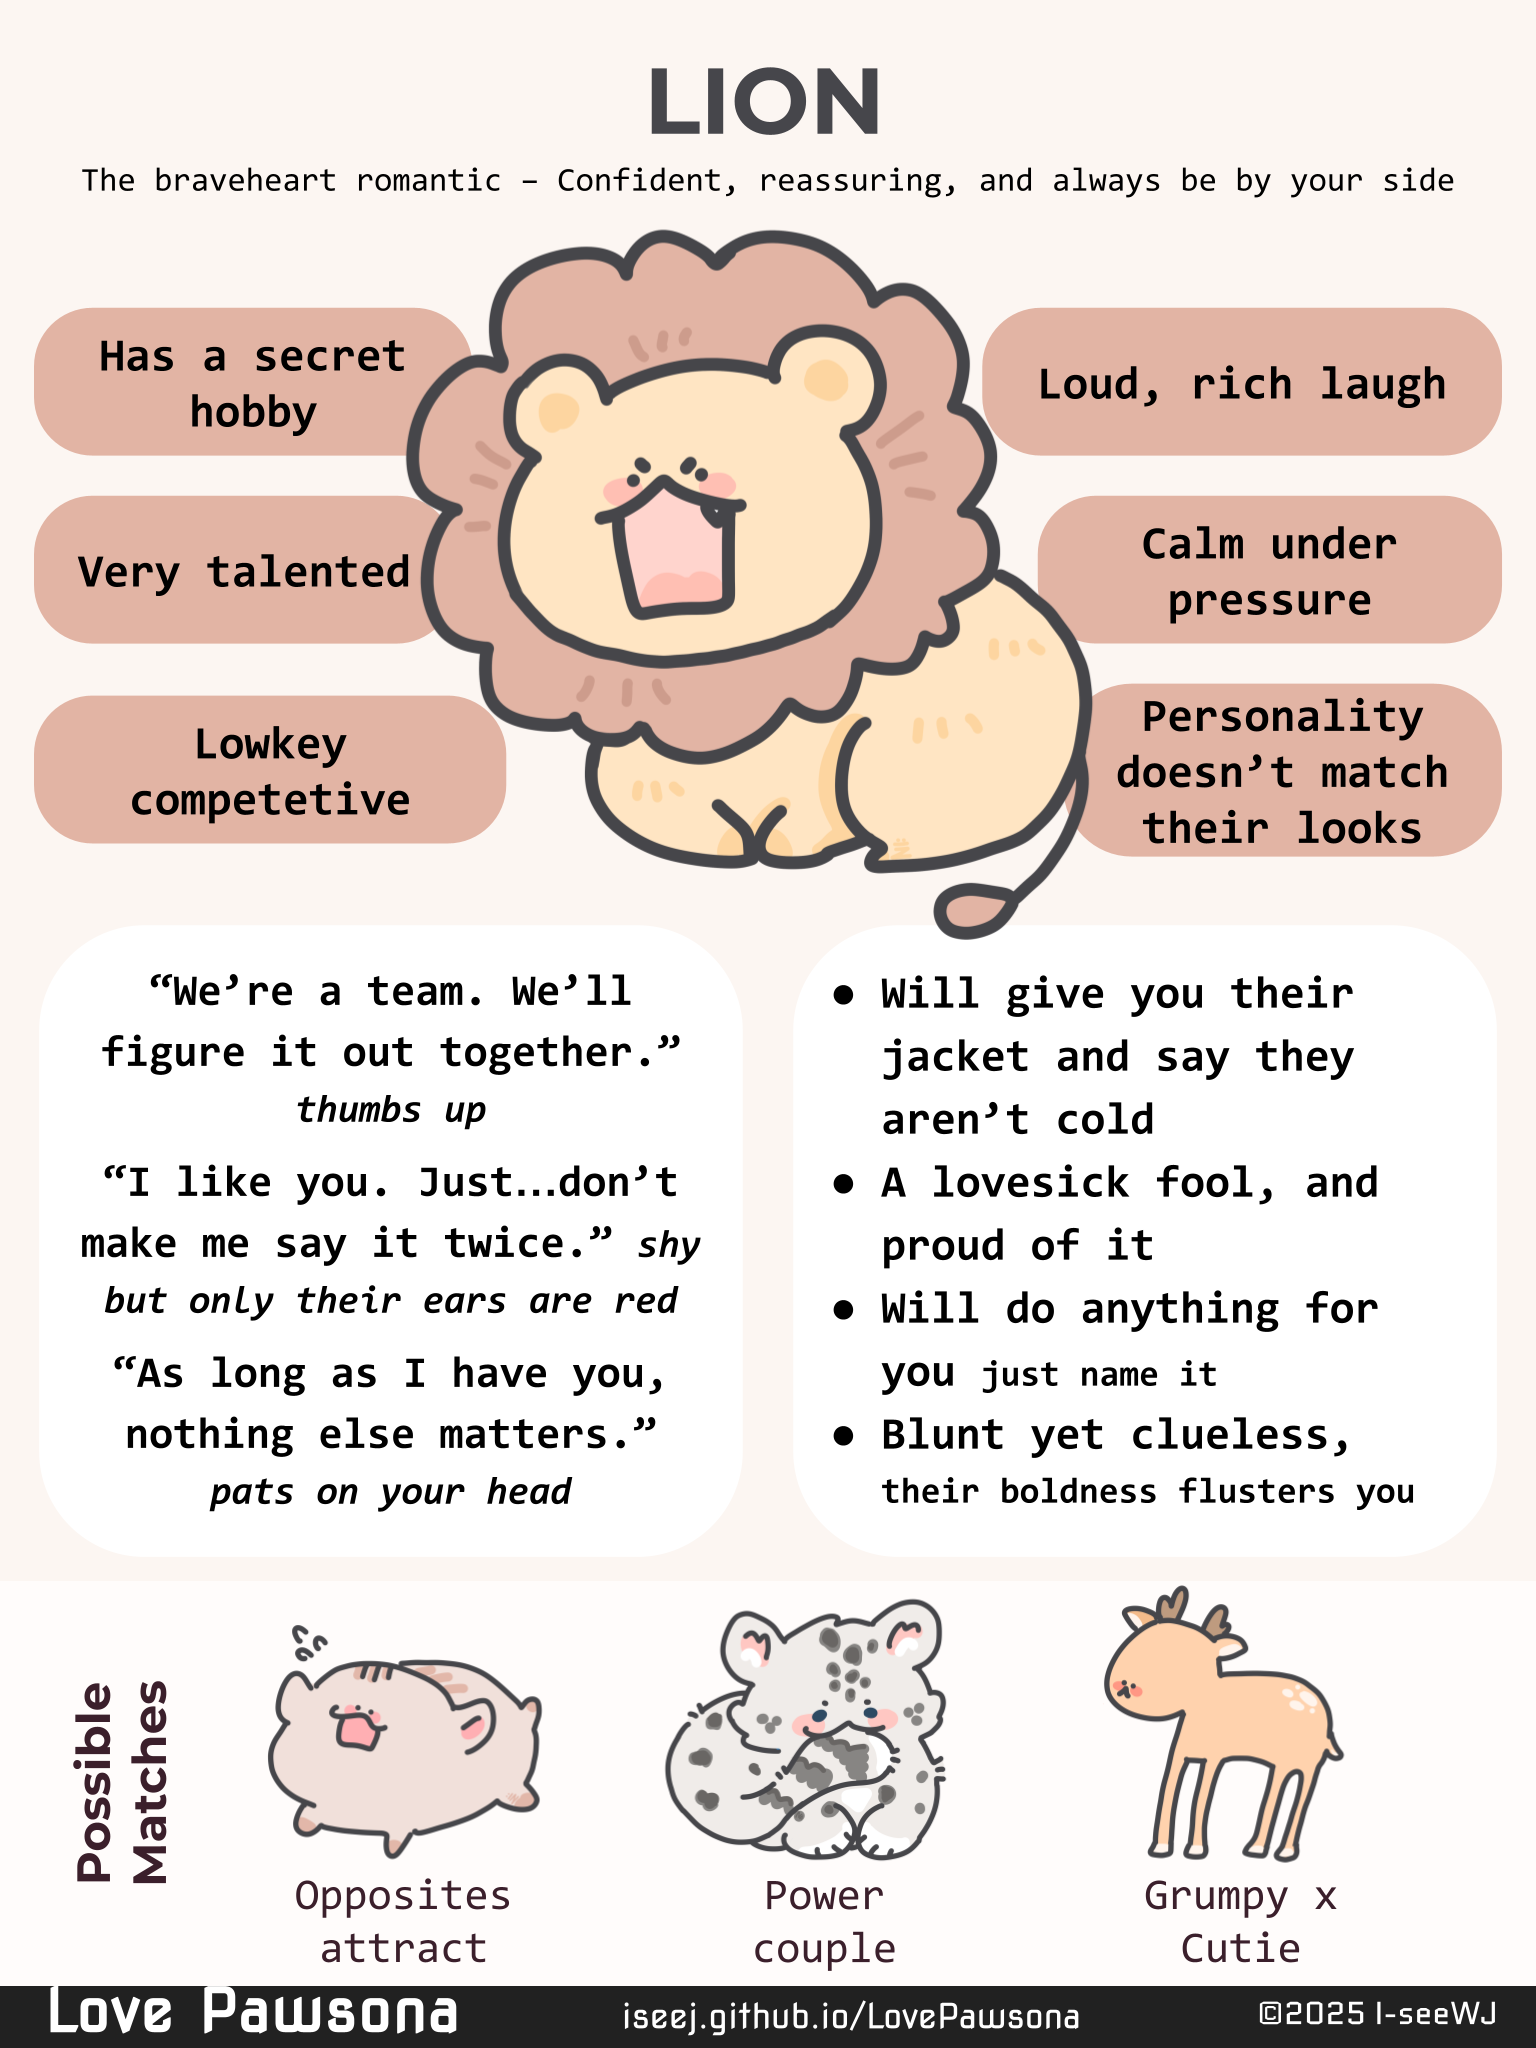 LION
The braveheart romantic – Confident, reassuring, and always be by your side
Has a secret
hobby
Very talented
Lowkey
competetive
Loud, rich laugh
Calm under
pressure
Personality
doesn’t match
their looks
“We’re a team. We’ll
figure it out together.”
thumbs up
“I like you. Just…don’t
make me say it twice.” shy
but only their ears are red
“As long as I have you,
nothing else matters.”
pats on your head
● Will give you their
jacket and say they
aren’t cold
● A lovesick fool, and
proud of it
● Will do anything for
you just name it
● Blunt yet clueless,
their boldness flusters you
Possible
Matches
Opposites
attract
Power
couple
Grumpy x
Cutie
Love Pawsona
iseej.github.io/LovePawsona
©2025 I-seeWJ